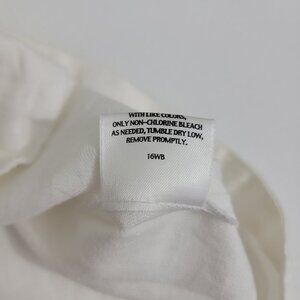 WITH LIKE COLORS,
ONLY NON-CHLORINE BLEACH
AS NEEDED, TUMBLE DRY LOW,
REMOVE PROMPTLY.
16WB